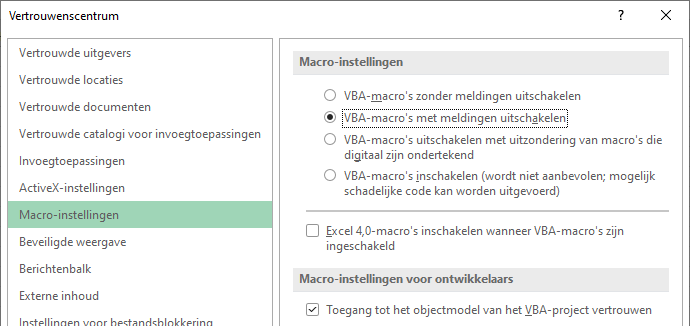 Vertrouwenscentrum
Vertrouwde uitgevers
Vertrouwde locaties
Vertrouwde documenten
Vertrouwde catalogi voor invoegtoepassingen
Invoegtoepassingen
ActiveX-instellingen
Macro-instellingen
Beveiligde weergave
Berichtenbalk
Externe inhoud
Instellingen voor bestandsblokkering
Macro-instellingen
VBA-macro's zonder meldingen uitschakelen
VBA-macro's met meldingen uitschakelen
VBA-macro's uitschakelen met uitzondering van macro's die
digitaal zijn ondertekend
VBA-macro's inschakelen (wordt niet aanbevolen; mogelijk
schadelijke code kan worden uitgevoerd)
Excel 4,0-macro's inschakelen wanneer VBA-macro's zijn
ingeschakeld
Macro-instellingen voor ontwikkelaars
Toegang tot het objectmodel van het VBA-project vertrouwen